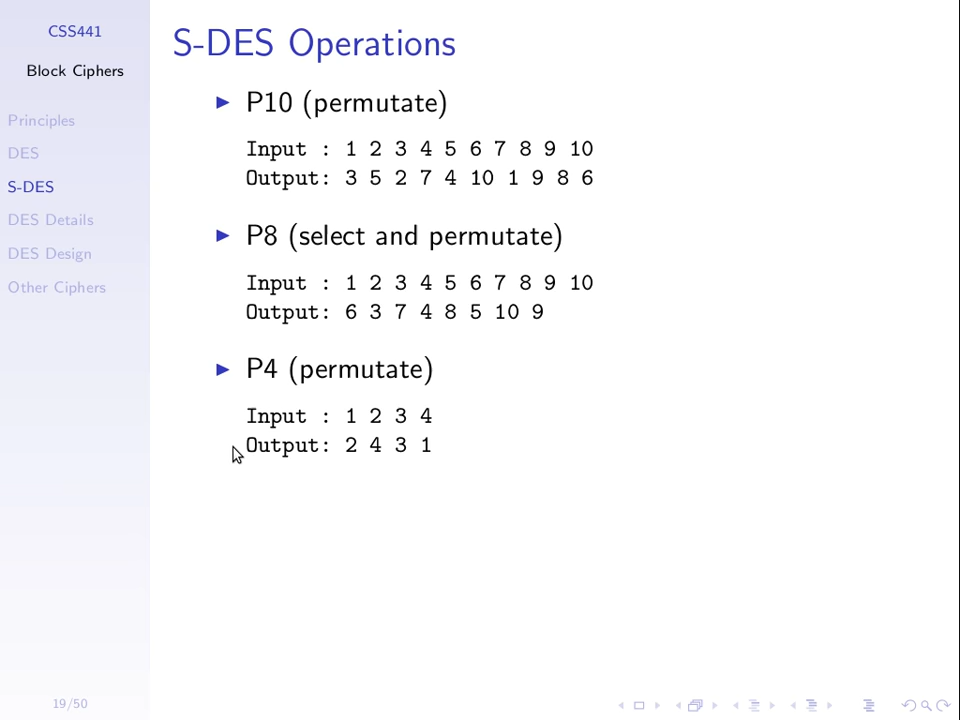 CSS441
Block Ciphers
Principles
DES
S-DES
DES Details
DES Design
Other Ciphers
19/50
S-DES Operations
P10 (permutate)
Input : 1 2 3 4 5 6 7 8 9 10
Output: 3 5 2 7 4 10 1 9 8 6
P8 (select and permutate)
Input : 1 2 3 4 5 6 7 8 9 10
Output: 6 3 7 4 8 5 10 9
P4 (permutate)
Input : 1 2 3 4
Output: 2 4 3 1